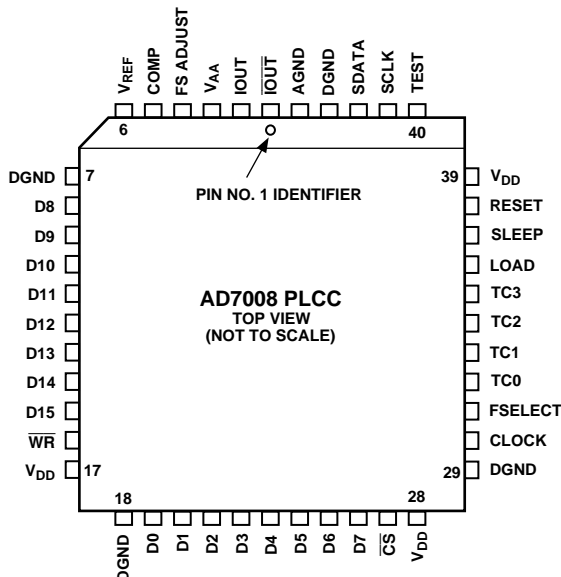 VREF
COMP
FS ADJUST
VAA
IOUT
I̅O̅U̅T̅
AGND
DGND
SDATA
SCLK
TEST
6
40
PIN NO. 1 IDENTIFIER
DGND
7
D8
D9
D10
D11
D12
D13
D14
D15
W̅R̅
VDD
17
AD7008 PLCC
TOP VIEW
(NOT TO SCALE)
39
VDD
RESET
SLEEP
LOAD
TC3
TC2
TC1
TC0
FSELECT
CLOCK
29
DGND
18
28
DGND
D0
D1
D2
D3
D4
D5
D6
D7
C̅S̅
VDD